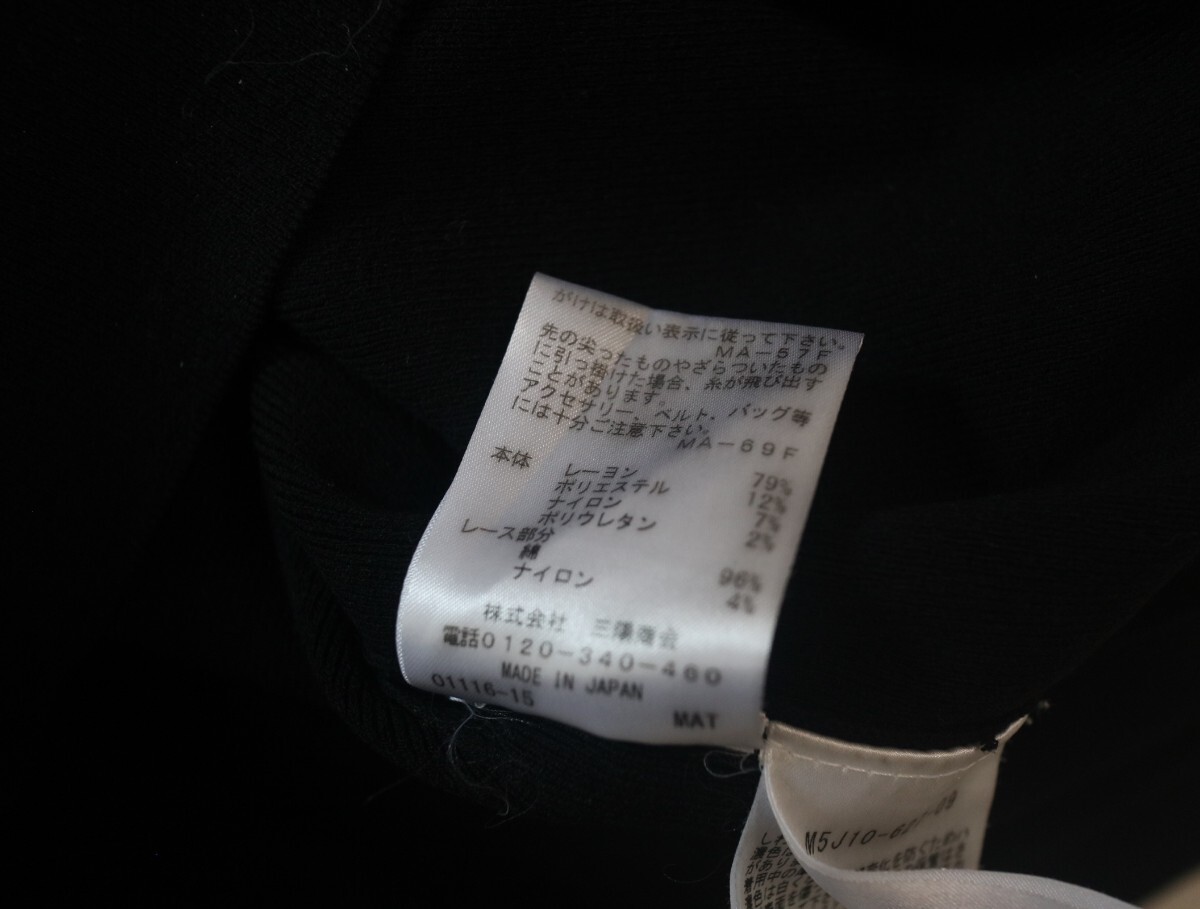 がけは取扱い表示に従って下さい。
MA-57F
先の尖ったものやざらついたもの
に引っ掛けた場合、糸が飛び出す
ことがあります。
アクセサリー、ベルト、バッグ等
には十分ご注意下さい。
MA-69F
本体
レーヨン 79%
ポリエステル 12%
ナイロン 7%
ポリウレタン 2%
レース部分
綿 96%
ナイロン 4%
株式会社 三陽商会
電話0120-340-460
MADE IN JAPAN
01116-15 MAT